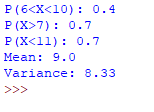 P(6<X<10): 0.4
P(X>7): 0.7
P(X<11): 0.7
Mean: 9.0
Variance: 8.33
>>>